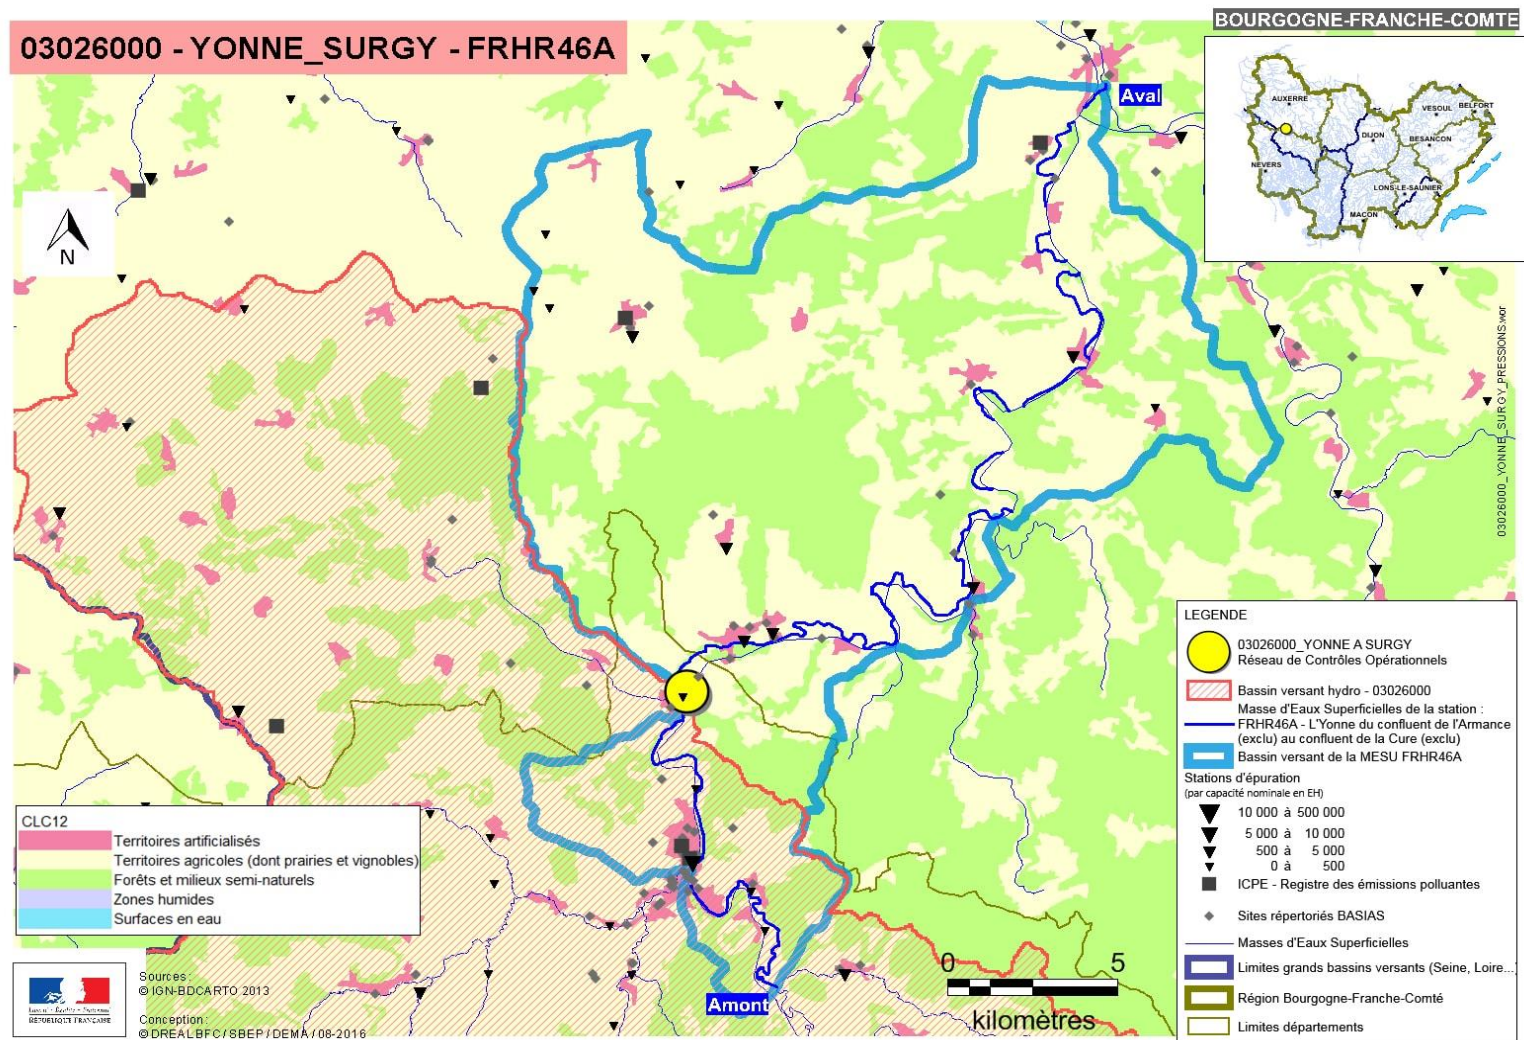 BOURGOGNE-FRANCHE-COMTE
03026000 - YONNE_SURGY - FRHR46A
Aval
AUXERRE
VESOUL
BELFORT
DIJON
BESANCON
NEVERS
LONS-LE-SAUNIER
MACON
N
03026000_YONNE_SURGY_PRESSIONS.wor
LEGENDE
03026000_YONNE A SURGY
Réseau de Contrôles Opérationnels
Bassin versant hydro - 03026000
Masse d'Eaux Superficielles de la station :
FRHR46A - L'Yonne du confluent de l'Armance
(exclu) au confluent de la Cure (exclu)
Bassin versant de la MESU FRHR46A
Stations d'épuration
(par capacité nominale en EH)
10 000 à 500 000
5 000 à 10 000
500 à 5 000
0 à 500
ICPE - Registre des émissions polluantes
Sites répertoriés BASIAS
Masses d'Eaux Superficielles
Limites grands bassins versants (Seine, Loire...)
Région Bourgogne-Franche-Comté
Limites départements
CLC12
Territoires artificialisés
Territoires agricoles (dont prairies et vignobles)
Forêts et milieux semi-naturels
Zones humides
Surfaces en eau
Amont
0 5
kilomètres
Liberté • Égalité • Fraternité
RÉPUBLIQUE FRANÇAISE
Sources :
© IGN-BDCARTO 2013
Conception :
© DREAL BFC / SBEP / DEMA / 08-2016